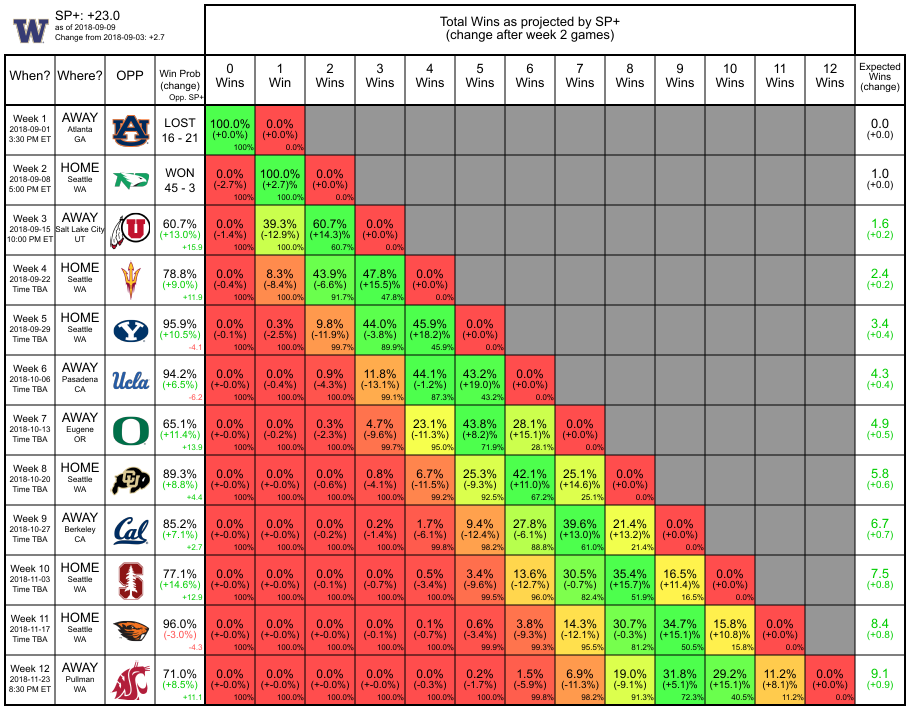 SP+: +23.0
as of 2018-09-09
Change from 2018-09-03: +2.7
Total Wins as projected by SP+
(change after week 2 games)
When? Where? OPP Win Prob (change) Opp. SP+ 0 Wins 1 Win 2 Wins 3 Wins 4 Wins 5 Wins 6 Wins 7 Wins 8 Wins 9 Wins 10 Wins 11 Wins 12 Wins Expected Wins (change)
Week 1 AWAY LOST 100.0% 0.0% 0.0
2018-09-01 Atlanta 16 - 21 (+0.0%) (+0.0%) (+0.0)
3:30 PM ET GA 100% 0.0%
Week 2 HOME WON 0.0% 100.0% 0.0% 1.0
2018-09-08 Seattle 45 - 3 (-2.7%) (+2.7)% (+0.0%) (+0.0)
5:00 PM ET WA 100% 100.0% 0.0%
Week 3 AWAY U 60.7% 0.0% 39.3% 60.7% 0.0% 1.6
2018-09-15 Salt Lake City (+13.0%) (-1.4%) (-12.9%) (+14.3)% (+0.0%) (+0.2)
10:00 PM ET UT +15.9 100% 100.0% 60.7% 0.0%
Week 4 HOME 78.8% 0.0% 8.3% 43.9% 47.8% 0.0% 2.4
2018-09-22 Seattle (+9.0%) (-0.4%) (-8.4%) (-6.6%) (+15.5)% (+0.0%) (+0.2)
Time TBA WA +11.9 100% 100.0% 91.7% 47.8% 0.0%
Week 5 HOME Y 95.9% 0.0% 0.3% 9.8% 44.0% 45.9% 0.0% 3.4
2018-09-29 Seattle (+10.5%) (-0.1%) (-2.5%) (-11.9%) (-3.8%) (+18.2)% (+0.0%) (+0.4)
Time TBA WA -4.1 100% 100.0% 99.7% 89.9% 45.9% 0.0%
Week 6 AWAY Ucla 94.2% 0.0% 0.0% 0.9% 11.8% 44.1% 43.2% 0.0% 4.3
2018-10-06 Pasadena (+6.5%) (+-0.0%) (-0.4%) (-4.3%) (-13.1%) (-1.2%) (+19.0)% (+0.0%) (+0.4)
Time TBA CA -6.2 100% 100.0% 100.0% 99.1% 87.3% 43.2% 0.0%
Week 7 AWAY O 65.1% 0.0% 0.0% 0.3% 4.7% 23.1% 43.8% 28.1% 0.0% 4.9
2018-10-13 Eugene (+11.4%) (+-0.0%) (-0.2%) (-2.3%) (-9.6%) (-11.3%) (+8.2)% (+15.1)% (+0.0%) (+0.5)
Time TBA OR +13.9 100% 100.0% 100.0% 99.7% 95.0% 71.9% 28.1% 0.0%
Week 8 HOME CU 89.3% 0.0% 0.0% 0.0% 0.8% 6.7% 25.3% 42.1% 25.1% 0.0% 5.8
2018-10-20 Seattle (+8.8%) (+-0.0%) (+-0.0%) (-0.6%) (-4.1%) (-11.5%) (-9.3%) (+11.0)% (+14.6)% (+0.0%) (+0.6)
Time TBA WA +4.4 100% 100.0% 100.0% 100.0% 99.2% 92.5% 67.2% 25.1% 0.0%
Week 9 AWAY Cal 85.2% 0.0% 0.0% 0.0% 0.2% 1.7% 9.4% 27.8% 39.6% 21.4% 0.0% 6.7
2018-10-27 Berkeley (+7.1%) (+-0.0%) (+-0.0%) (-0.2%) (-1.4%) (-6.1%) (-12.4%) (-6.1%) (+13.0)% (+13.2)% (+0.0%) (+0.7)
Time TBA CA +2.7 100% 100.0% 100.0% 100.0% 99.8% 98.2% 88.8% 61.0% 21.4% 0.0%
Week 10 HOME S 77.1% 0.0% 0.0% 0.0% 0.0% 0.5% 3.4% 13.6% 30.5% 35.4% 16.5% 0.0% 7.5
2018-11-03 Seattle (+14.6%) (+-0.0%) (+-0.0%) (-0.1%) (-0.7%) (-3.4%) (-9.6%) (-12.7%) (-0.7%) (+15.7)% (+11.4)% (+0.0%) (+0.8)
Time TBA WA +12.9 100% 100.0% 100.0% 100.0% 100.0% 99.5% 96.0% 82.4% 51.9% 16.5% 0.0%
Week 11 HOME 96.0% 0.0% 0.0% 0.0% 0.0% 0.1% 0.6% 3.8% 14.3% 30.7% 34.7% 15.8% 0.0% 8.4
2018-11-17 Seattle (-3.0%) (+-0.0%) (+-0.0%) (+-0.0%) (-0.1%) (-0.7%) (-3.4%) (-9.3%) (-12.1%) (-0.3%) (+15.1)% (+10.8)% (+0.0%) (+0.8)
Time TBA WA -4.3 100% 100.0% 100.0% 100.0% 100.0% 99.9% 99.3% 95.5% 81.2% 50.5% 15.8% 0.0%
Week 12 AWAY 71.0% 0.0% 0.0% 0.0% 0.0% 0.0% 0.2% 1.5% 6.9% 19.0% 31.8% 29.2% 11.2% 0.0% 9.1
2018-11-23 Pullman (+8.5%) (+-0.0%) (+-0.0%) (+-0.0%) (-0.0%) (-0.3%) (-1.7%) (-5.9%) (-11.3%) (-9.1%) (+5.1)% (+15.1)% (+8.1)% (+0.0%) (+0.9)
8:30 PM ET WA +11.1 100% 100.0% 100.0% 100.0% 100.0% 100.0% 99.8% 98.2% 91.3% 72.3% 40.5% 11.2% 0.0%